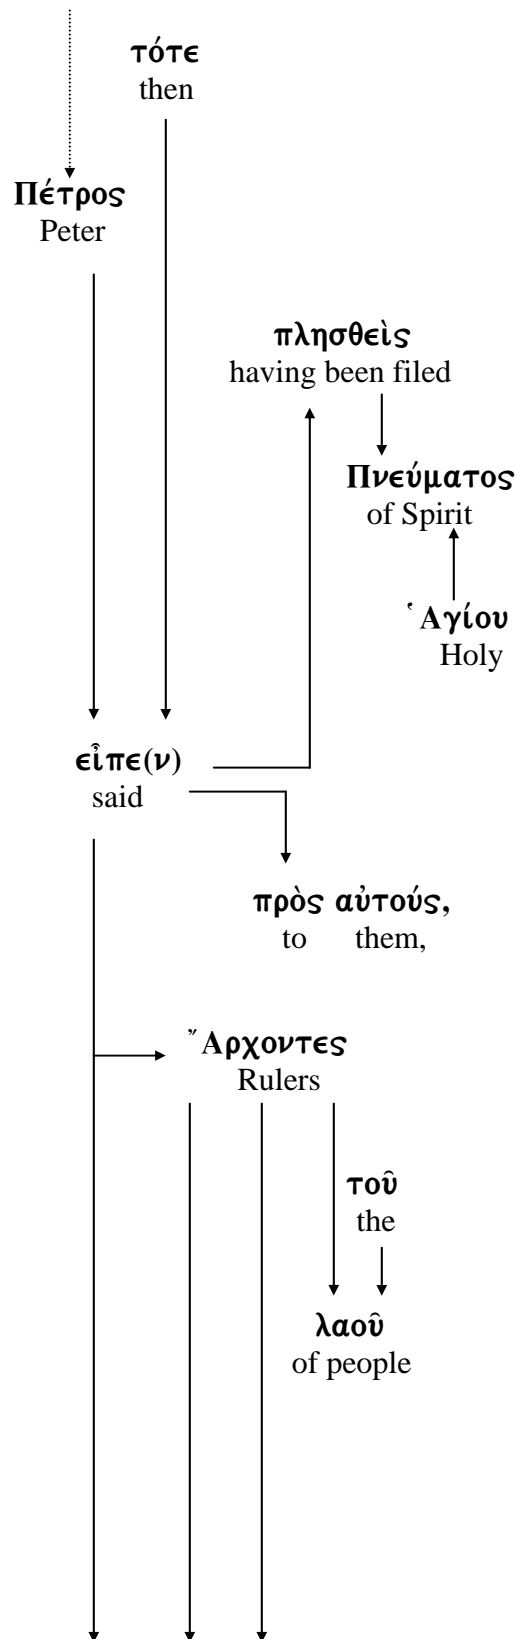 τότε
then
Πέτρος
Peter
πλησθεὶς
having been filed
Πνεύματος
of Spirit
Ἁγίου
Holy
εἶπε(ν)
said
πρὸς αὐτούς,
to them,
Ἄρχοντες
Rulers
τοῦ
the
λαοῦ
of people